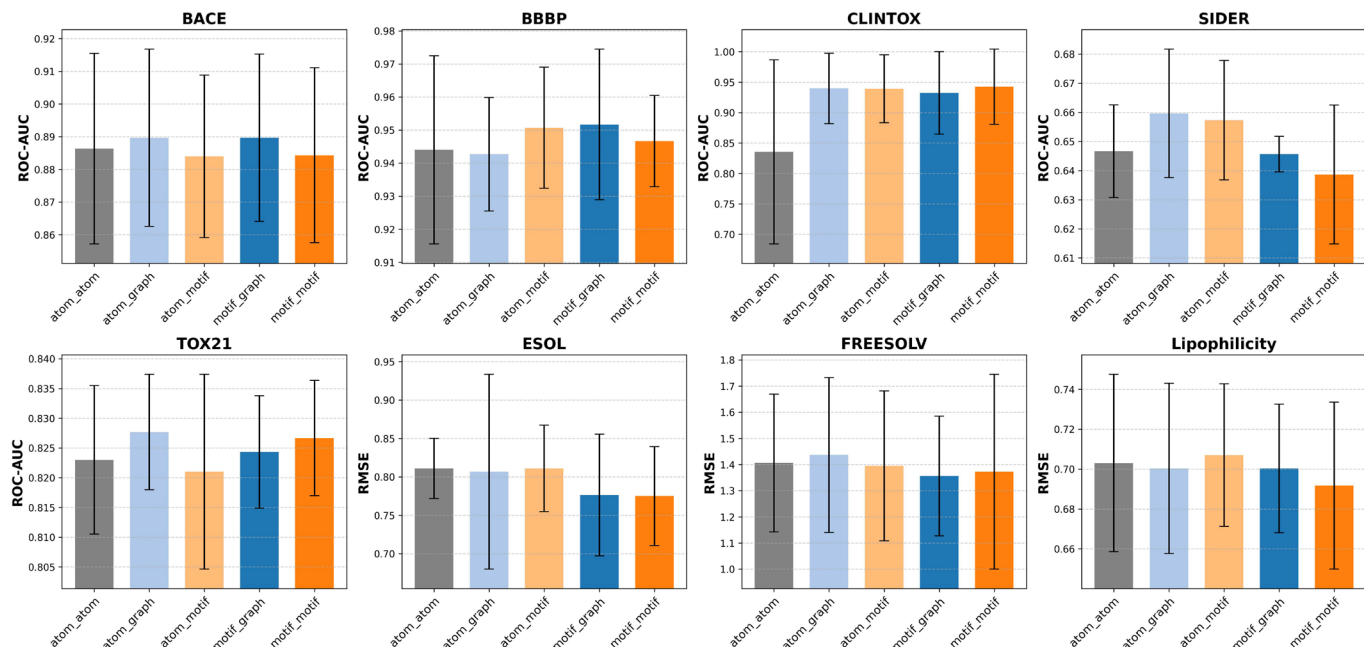 BACE
ROC-AUC
0.92
0.91
0.90
0.89
0.88
0.87
0.86
atom_atom
atom_graph
atom_motif
motif_graph
motif_motif
BBBP
ROC-AUC
0.98
0.97
0.96
0.95
0.94
0.93
0.92
0.91
atom_atom
atom_graph
atom_motif
motif_graph
motif_motif
CLINTOX
ROC-AUC
1.00
0.95
0.90
0.85
0.80
0.75
0.70
atom_atom
atom_graph
atom_motif
motif_graph
motif_motif
SIDER
ROC-AUC
0.68
0.67
0.66
0.65
0.64
0.63
0.62
0.61
atom_atom
atom_graph
atom_motif
motif_graph
motif_motif
TOX21
ROC-AUC
0.840
0.835
0.830
0.825
0.820
0.815
0.810
0.805
atom_atom
atom_graph
atom_motif
motif_graph
motif_motif
ESOL
RMSE
0.95
0.90
0.85
0.80
0.75
0.70
atom_atom
atom_graph
atom_motif
motif_graph
motif_motif
FREESOLV
RMSE
1.8
1.7
1.6
1.5
1.4
1.3
1.2
1.1
1.0
atom_atom
atom_graph
atom_motif
motif_graph
motif_motif
Lipophilicity
RMSE
0.74
0.72
0.70
0.68
0.66
atom_atom
atom_graph
atom_motif
motif_graph
motif_motif